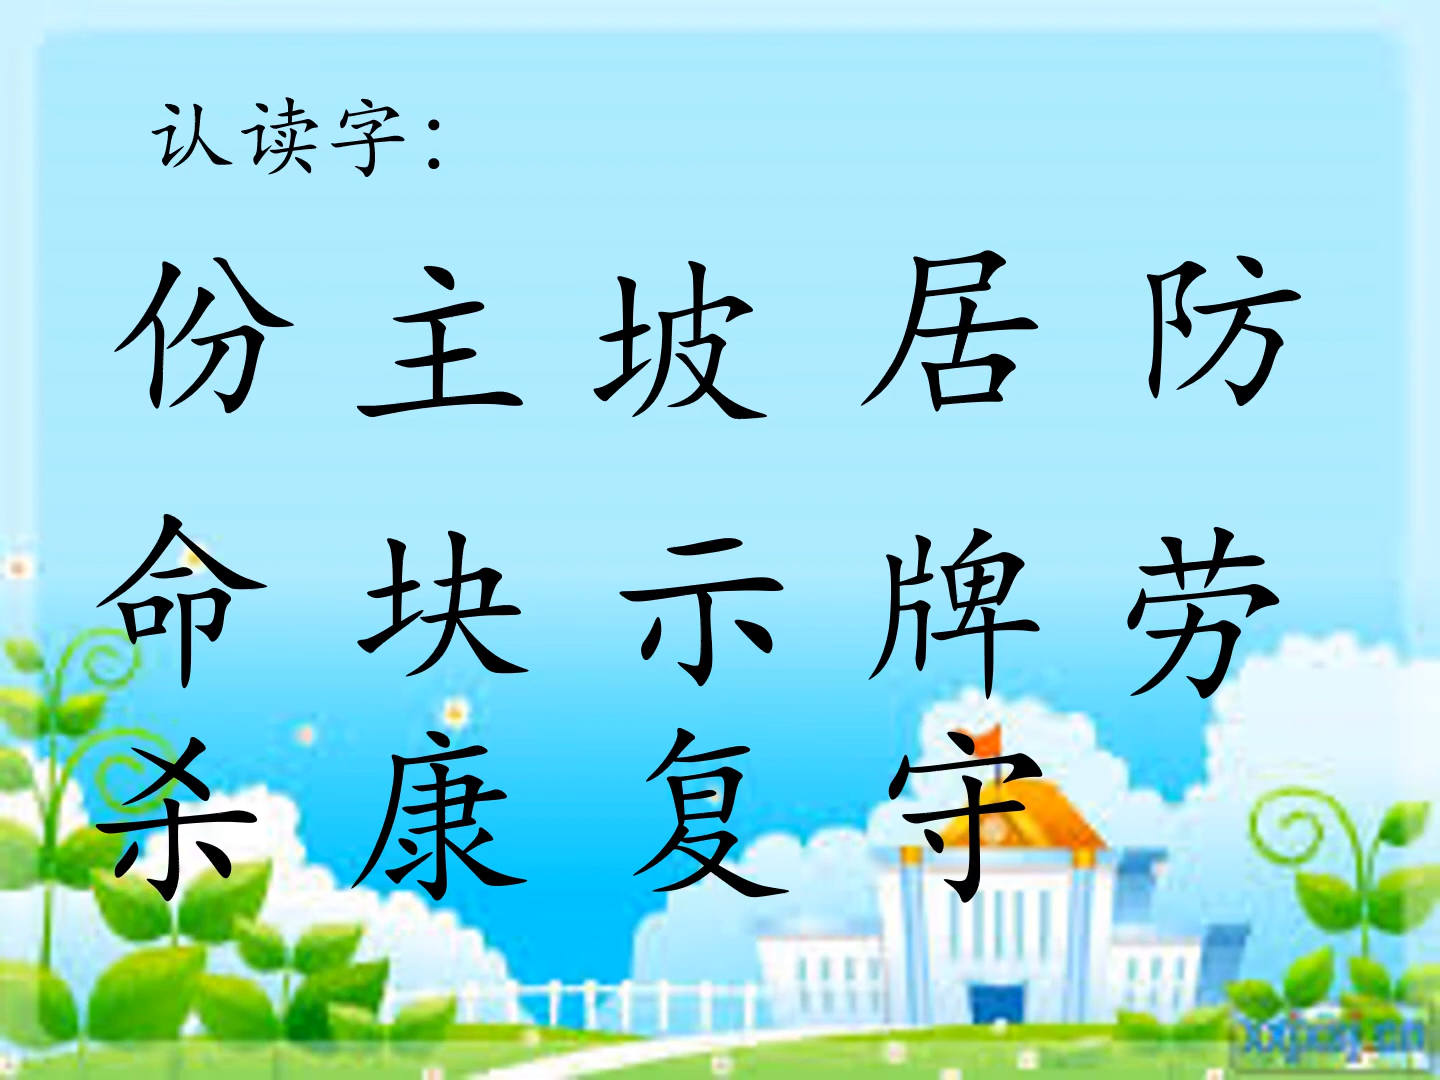 认读字：
份 主 坡 居 防
命 块 示 牌 劳
杀 康 复 守